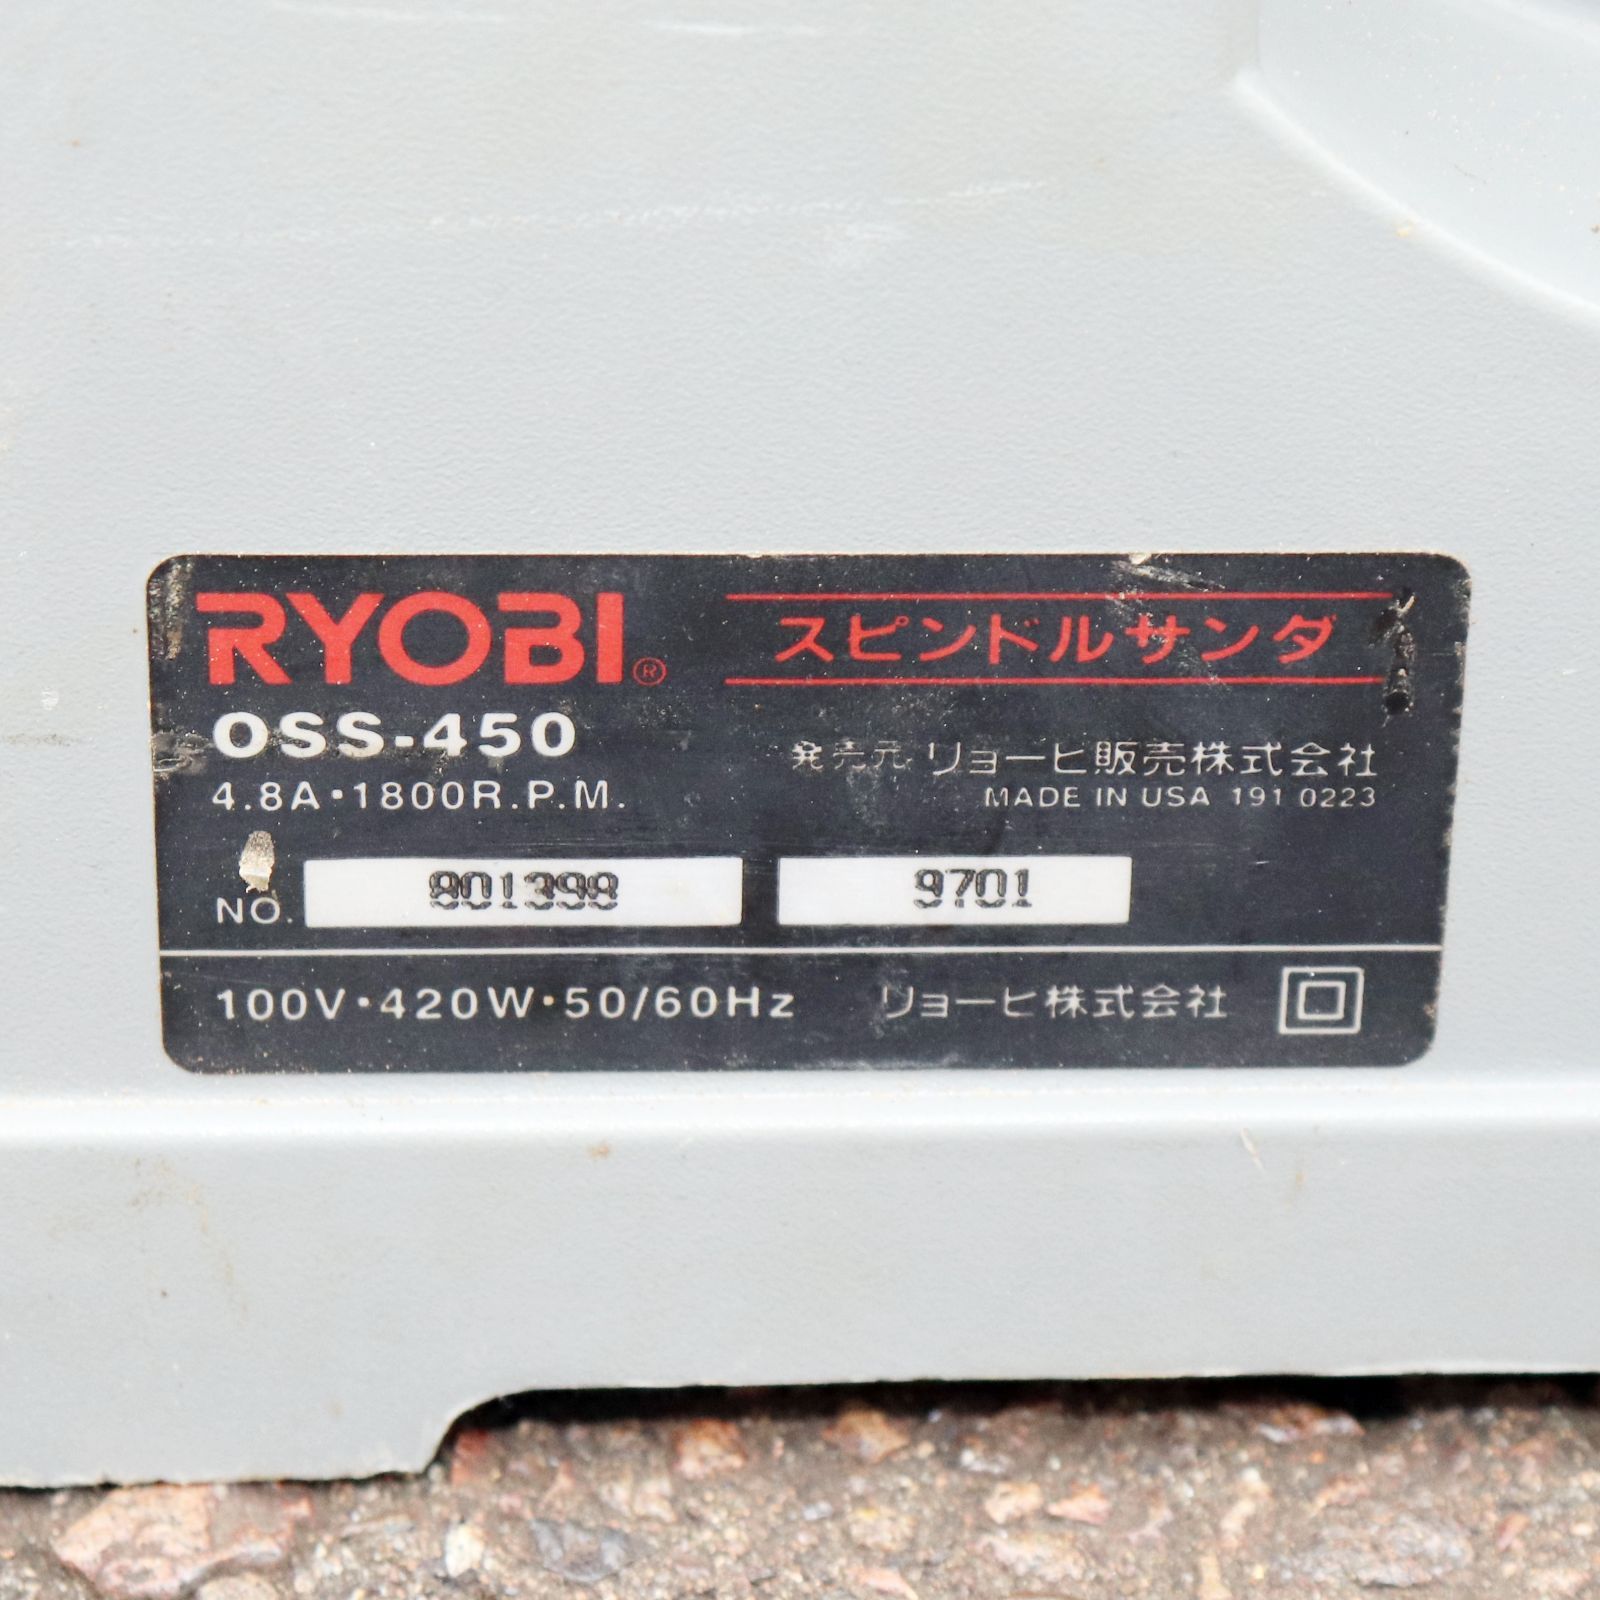 RYOBI®
スピンドルサンダ
OSS-450
4.8A・1800R.P.M.
発売元 リョービ販売株式会社
MADE IN USA 191 0223
NO. 801398 9701
100V・420W・50/60Hz リョービ株式会社